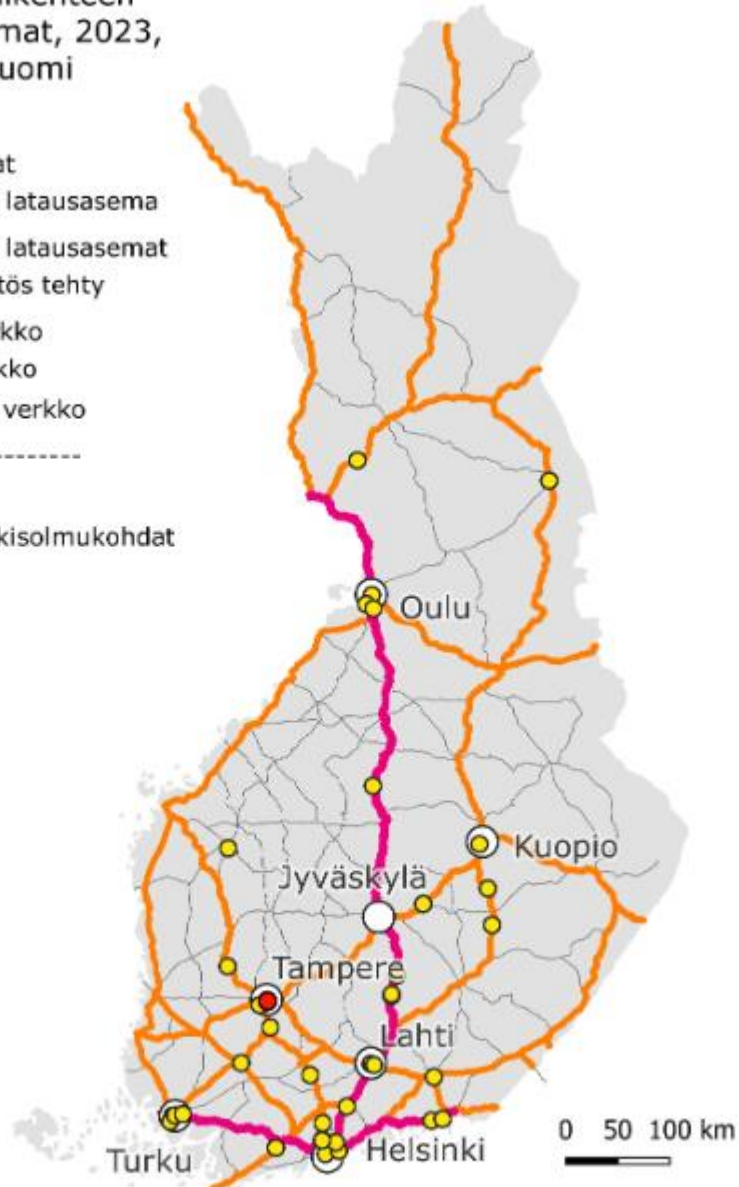 mat, 2023,
uomi
at
latausasema
latausasemat
tös tehty
kko
kko
verkko
kisolmukohdat
Oulu
Kuopio
Jyväskylä
Tampere
Lahti
Helsinki
Turku
0 50 100 km